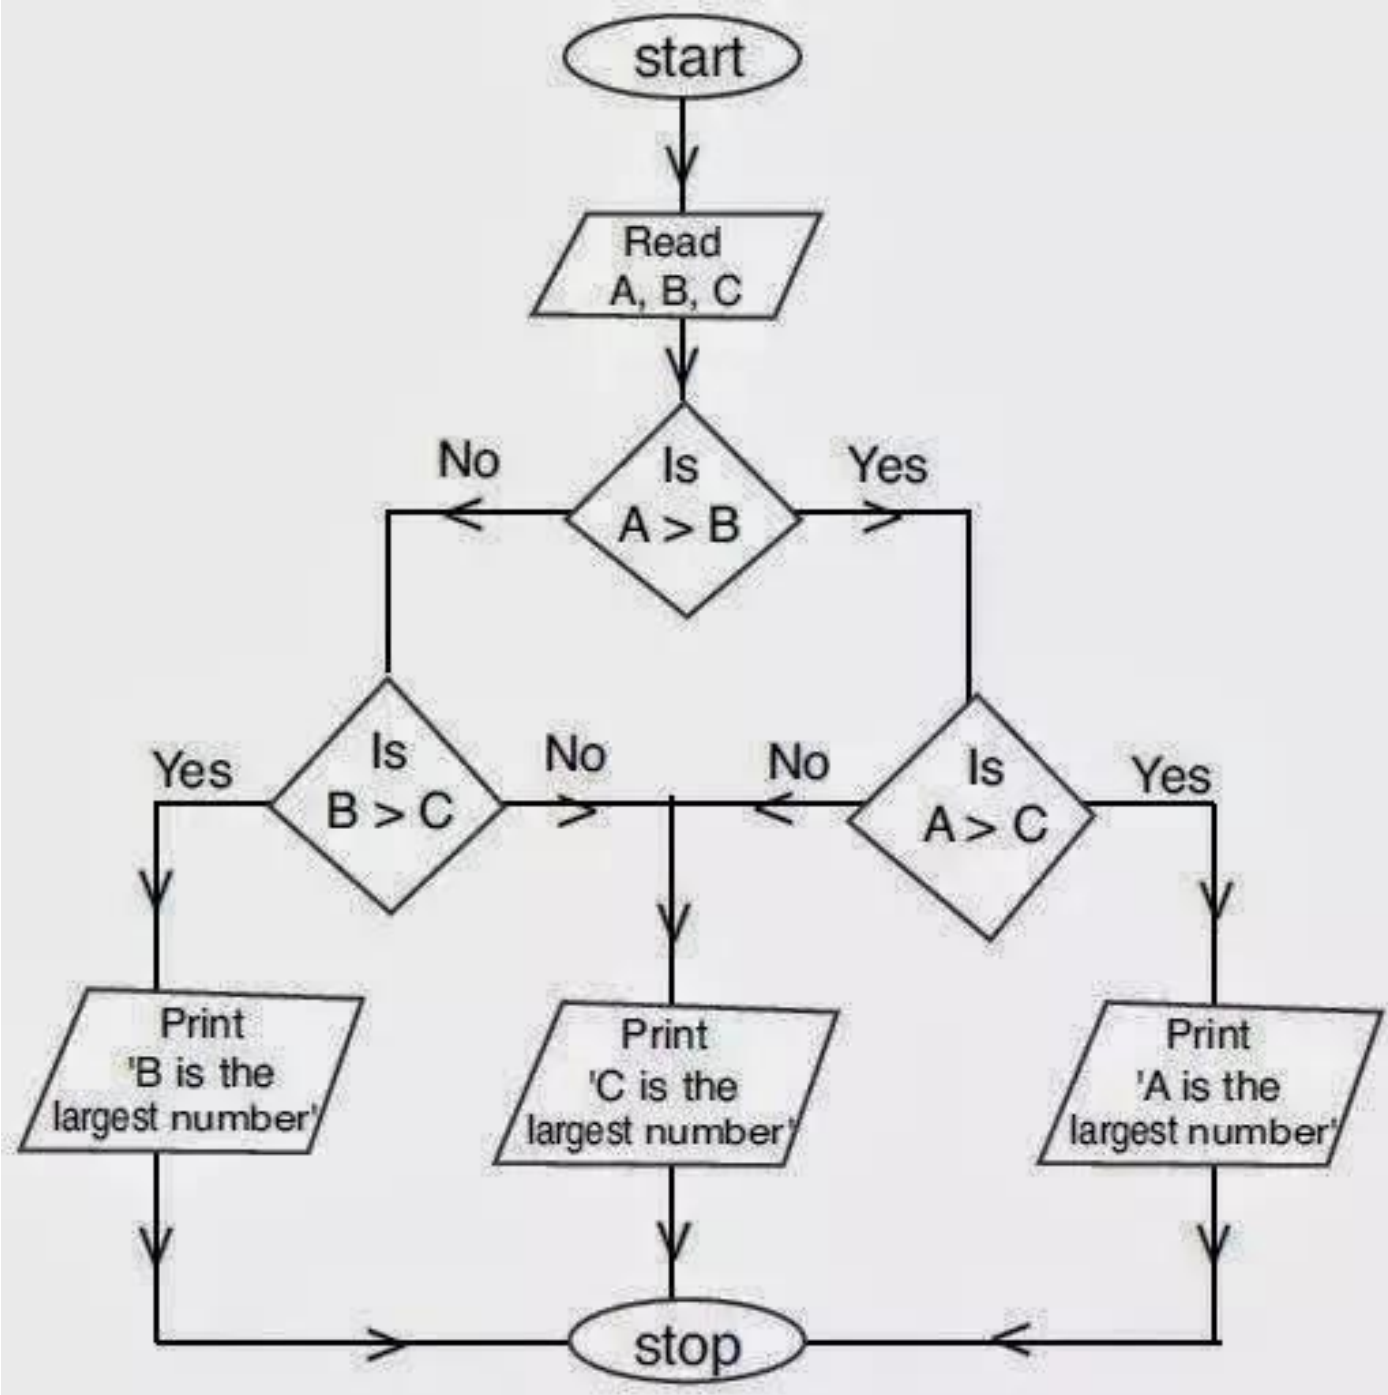 start
Read
A, B, C
Is
A > B
No
Yes
Is
B > C
Yes
No
Is
A > C
No
Yes
Print
'B is the
largest number'
Print
'C is the
largest number'
Print
'A is the
largest number'
stop